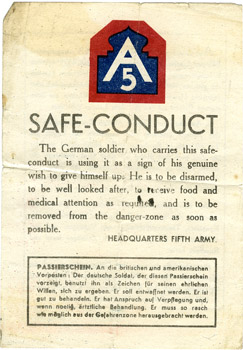 A
5
SAFE-CONDUCT
The German soldier who carries this safe-
conduct is using it as a sign of his genuine
wish to give himself up. He is to be disarmed,
to be well looked after, to receive food and
medical attention as required, and is to be
removed from the danger-zone as soon as
possible.
HEADQUARTERS FIFTH ARMY.
PASSIERSCHEIN. An die britischen und amerikanischen
Vorposten: Der deutsche Soldat, der diesen Passierschein
vorzeigt, benutzt ihn als Zeichen für seinen ehrlichen
Willen, sich zu ergeben. Er soll entwaffnet werden. Er ist
gut zu behandeln. Er hat Anspruch auf Verpflegung und,
wenn noetig, ärztliche Behandlung. Er muss so rasch
wie möglich aus der Gefahrenzone herausgebracht werden.